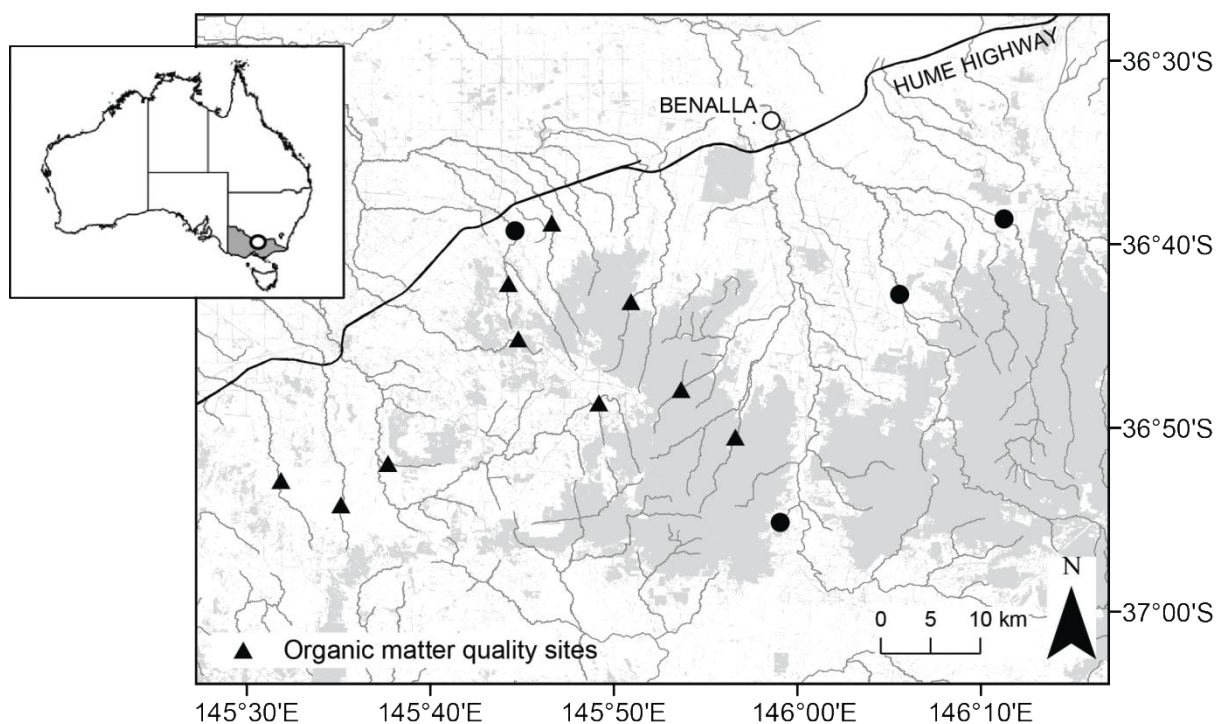 HUME HIGHWAY
36°30'S
BENALLA
36°40'S
36°50'S
N
0 5 10 km
37°00'S
Organic matter quality sites
145°30'E 145°40'E 145°50'E 146°00'E 146°10'E